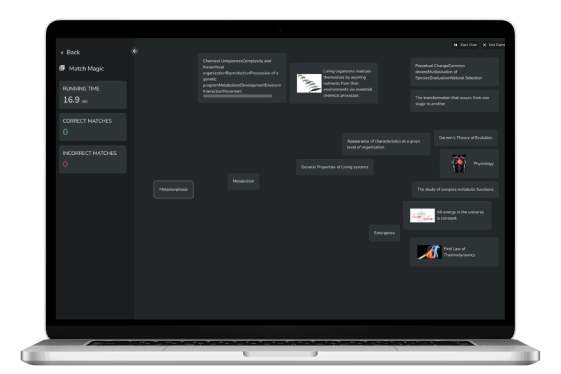 Start Over
Exit Game
Back
Match Magic
RUNNING TIME
16.9 sec
CORRECT MATCHES
0
INCORRECT MATCHES
0
Chemical UniquenessComplexity and
hierarchical
organizationReproductionPossession of a
genetic
programMetabolismDevelopmentEnvironmental
InteractionMovement
Living organisms maintain
themselves by aquiring
nutrients from their
environments via essential
chemical processes
Perpetual ChangeCommon
descentMultiplication of
SpeciesGraduationNatural Selection
The transformation that occurs from one
stage to another
Appearance of characteristics at a given
level of organization
Darwin's Theory of Evolution
General Properties of Living systems
Physiology
Metabolism
Metamorphosis
The study of complex metabolic functions
All energy in the universe
is constant
Emergence
First Law of
Thermodynamics